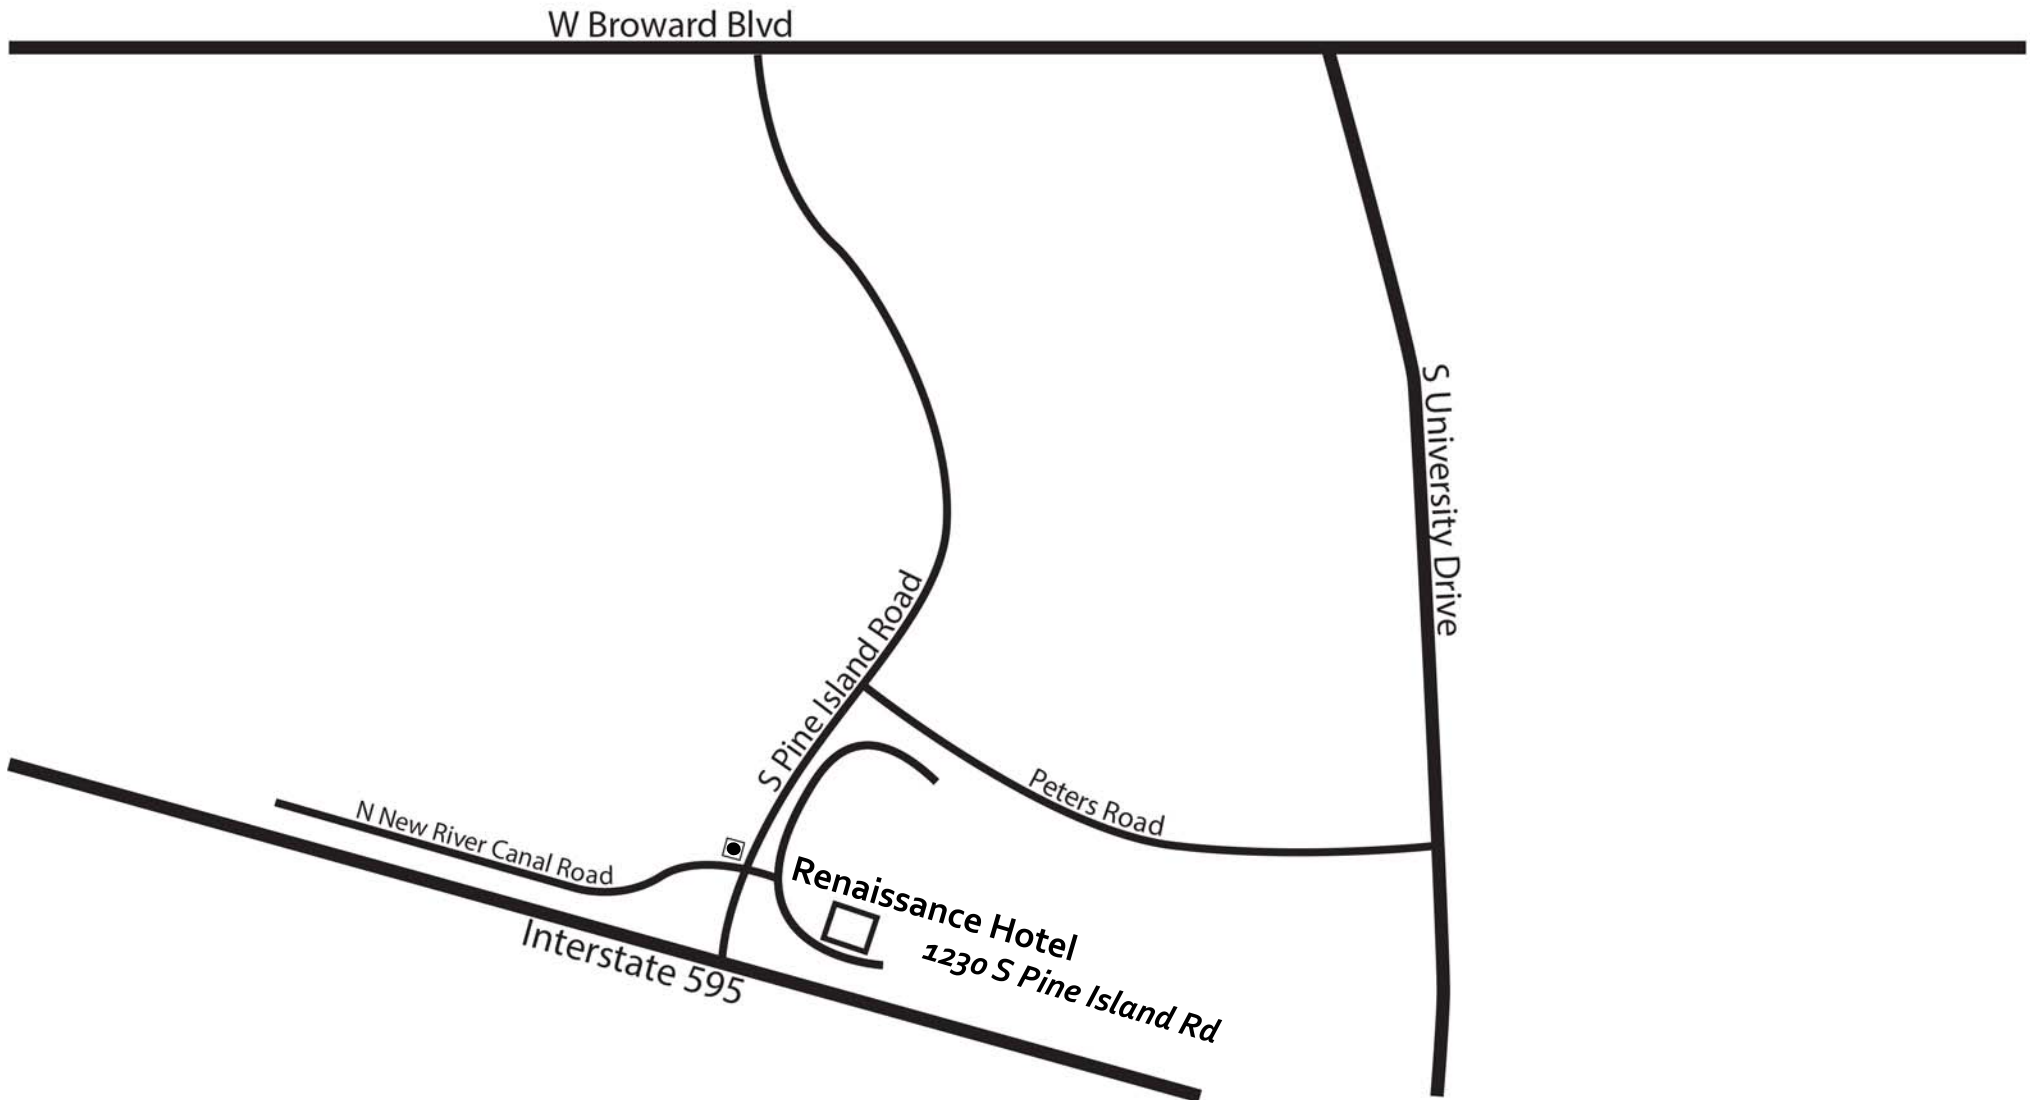 W Broward Blvd
S University Drive
S Pine Island Road
Peters Road
N New River Canal Road
Renaissance Hotel
1230 S Pine Island Rd
Interstate 595